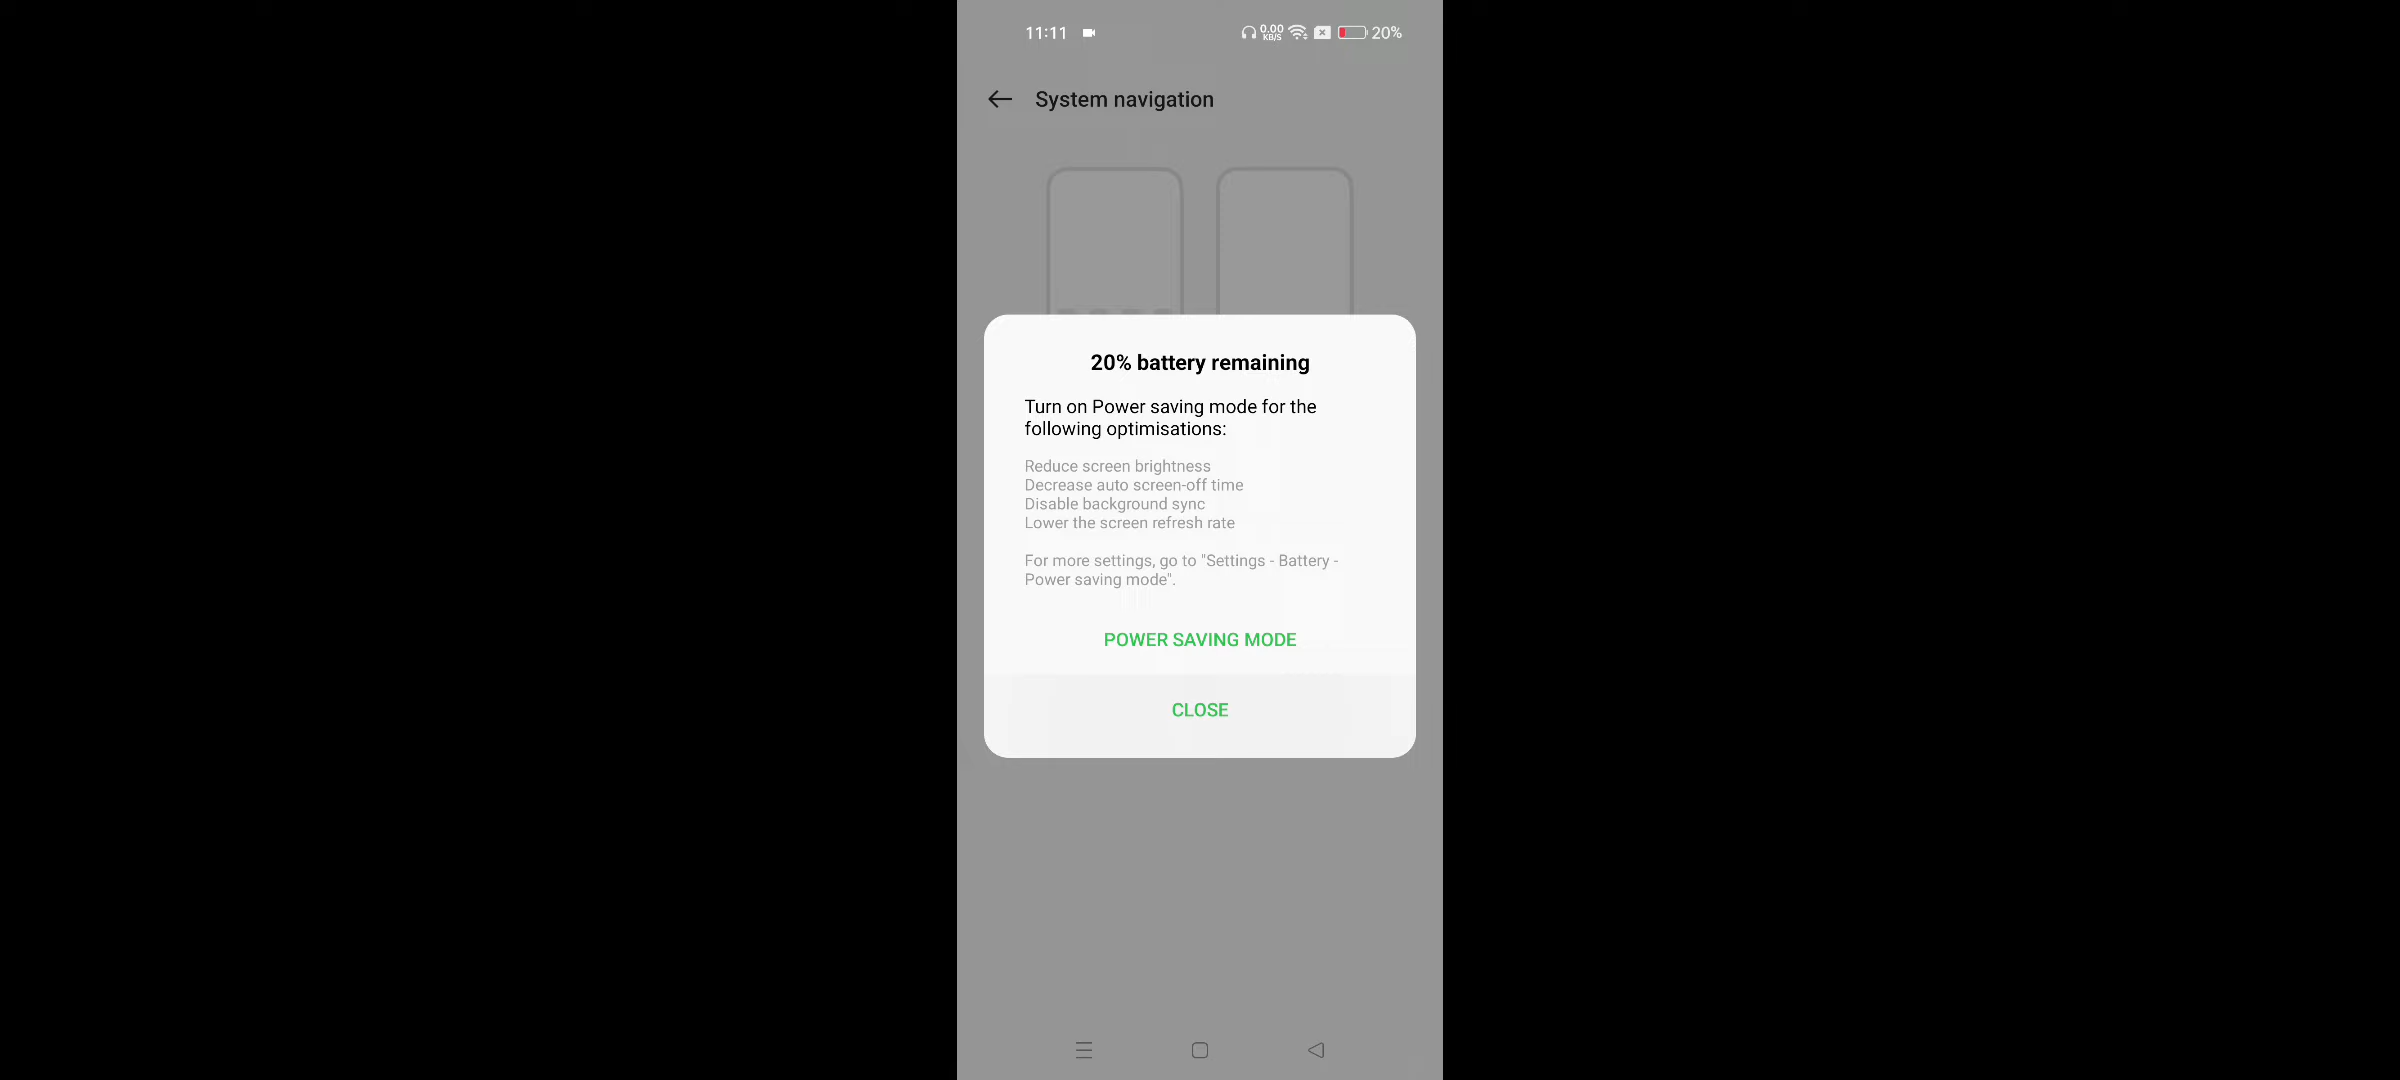 11:11 0.00 KB/S 20%
System navigation
20% battery remaining
Turn on Power saving mode for the
following optimisations:
Reduce screen brightness
Decrease auto screen-off time
Disable background sync
Lower the screen refresh rate
For more settings, go to "Settings - Battery -
Power saving mode".
POWER SAVING MODE
CLOSE